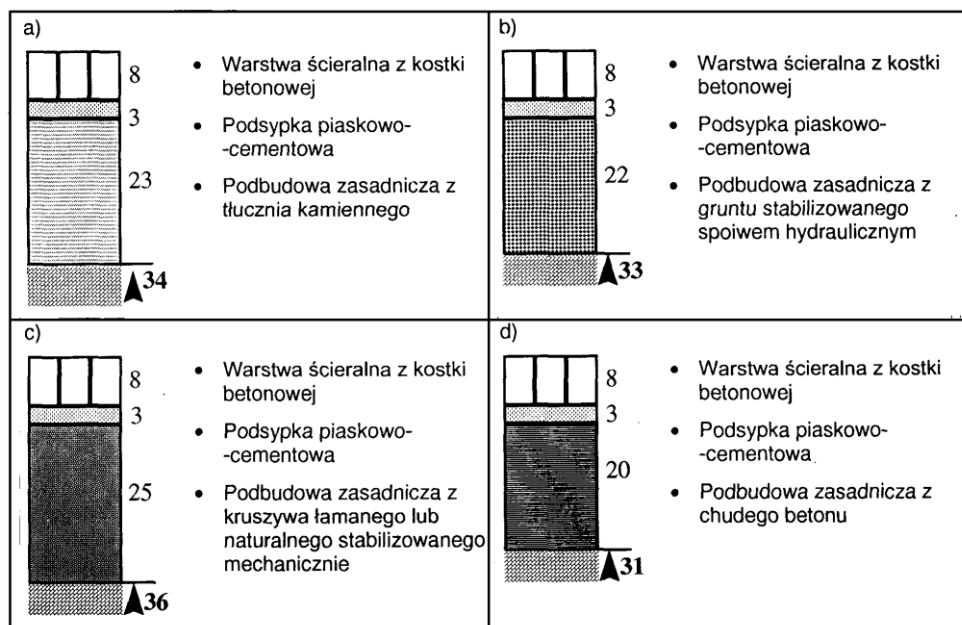 a)
8
3
23
34
• Warstwa ścieralna z kostki
betonowej
• Podsypka piaskowo-
-cementowa
• Podbudowa zasadnicza z
tłucznia kamiennego
b)
8
3
22
33
• Warstwa ścieralna z kostki
betonowej
• Podsypka piaskowo-
-cementowa
• Podbudowa zasadnicza z
gruntu stabilizowanego
spoiwem hydraulicznym
c)
8
3
25
36
• Warstwa ścieralna z kostki
betonowej
• Podsypka piaskowo-
-cementowa
• Podbudowa zasadnicza z
kruszywa łamanego lub
naturalnego stabilizowanego
mechanicznie
d)
8
3
20
31
• Warstwa ścieralna z kostki
betonowej
• Podsypka piaskowo-
-cementowa
• Podbudowa zasadnicza z
chudego betonu